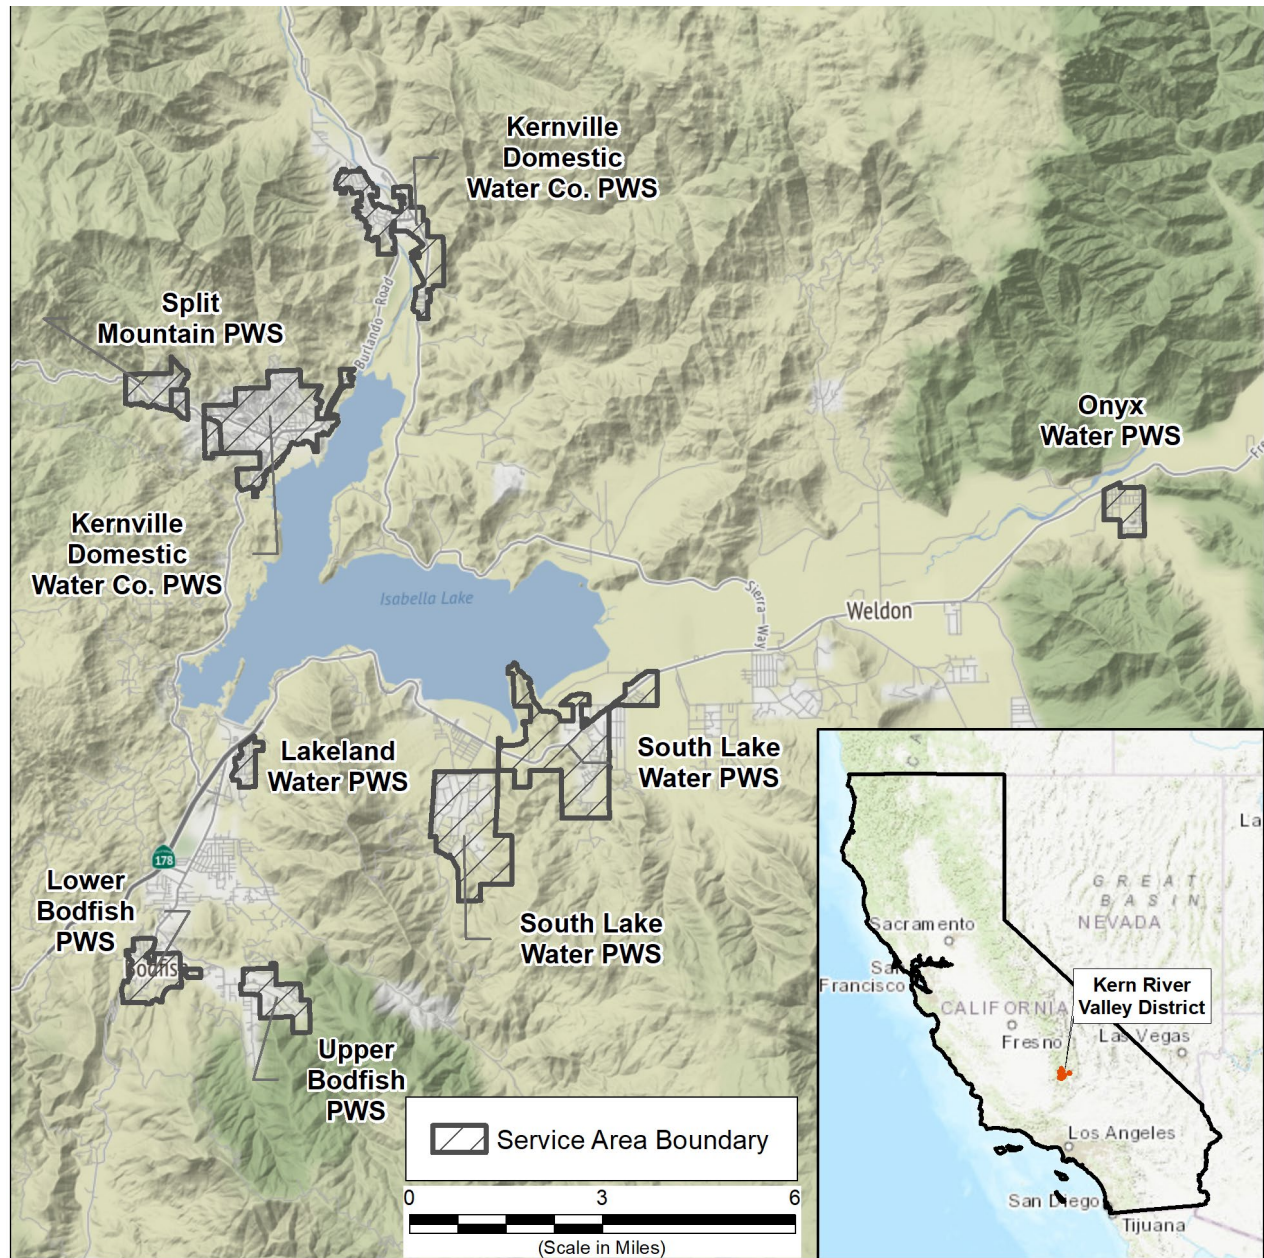 Kernville
Domestic
Water Co. PWS
Split
Mountain PWS
Burlando Road
Onyx
Water PWS
Kernville
Domestic
Water Co. PWS
Isabella Lake
Sierra Way
Weldon
Lakeland
Water PWS
South Lake
Water PWS
178
Lower
Bodfish
PWS
South Lake
Water PWS
Upper
Bodfish
PWS
Service Area Boundary
0 3 6
(Scale in Miles)
GREAT
BASIN
NEVADA
Sacramento
San
Francisco
CALIFORNIA
Kern River
Valley District
Fresno
Las Vegas
Los Angeles
San Diego
Tijuana